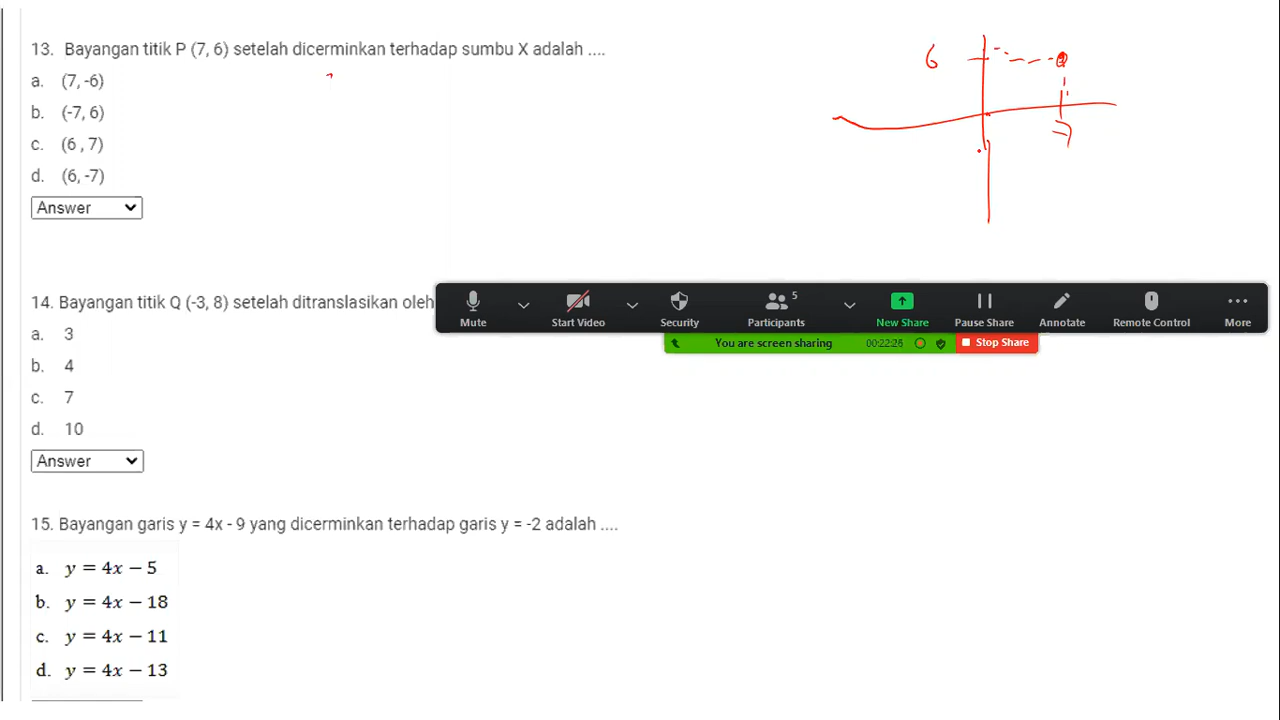 13. Bayangan titik P (7, 6) setelah dicerminkan terhadap sumbu X adalah ....
a. (7, -6)
b. (-7, 6)
c. (6 , 7)
d. (6, -7)
Answer
6
7
14. Bayangan titik Q (-3, 8) setelah ditranslasikan oleh
a. 3
b. 4
c. 7
d. 10
Answer
Mute
Start Video
Security
5
Participants
New Share
Pause Share
Annotate
Remote Control
More
You are screen sharing
00:22:26
Stop Share
15. Bayangan garis y = 4x - 9 yang dicerminkan terhadap garis y = -2 adalah ....
a. y = 4x − 5
b. y = 4x − 18
c. y = 4x − 11
d. y = 4x − 13